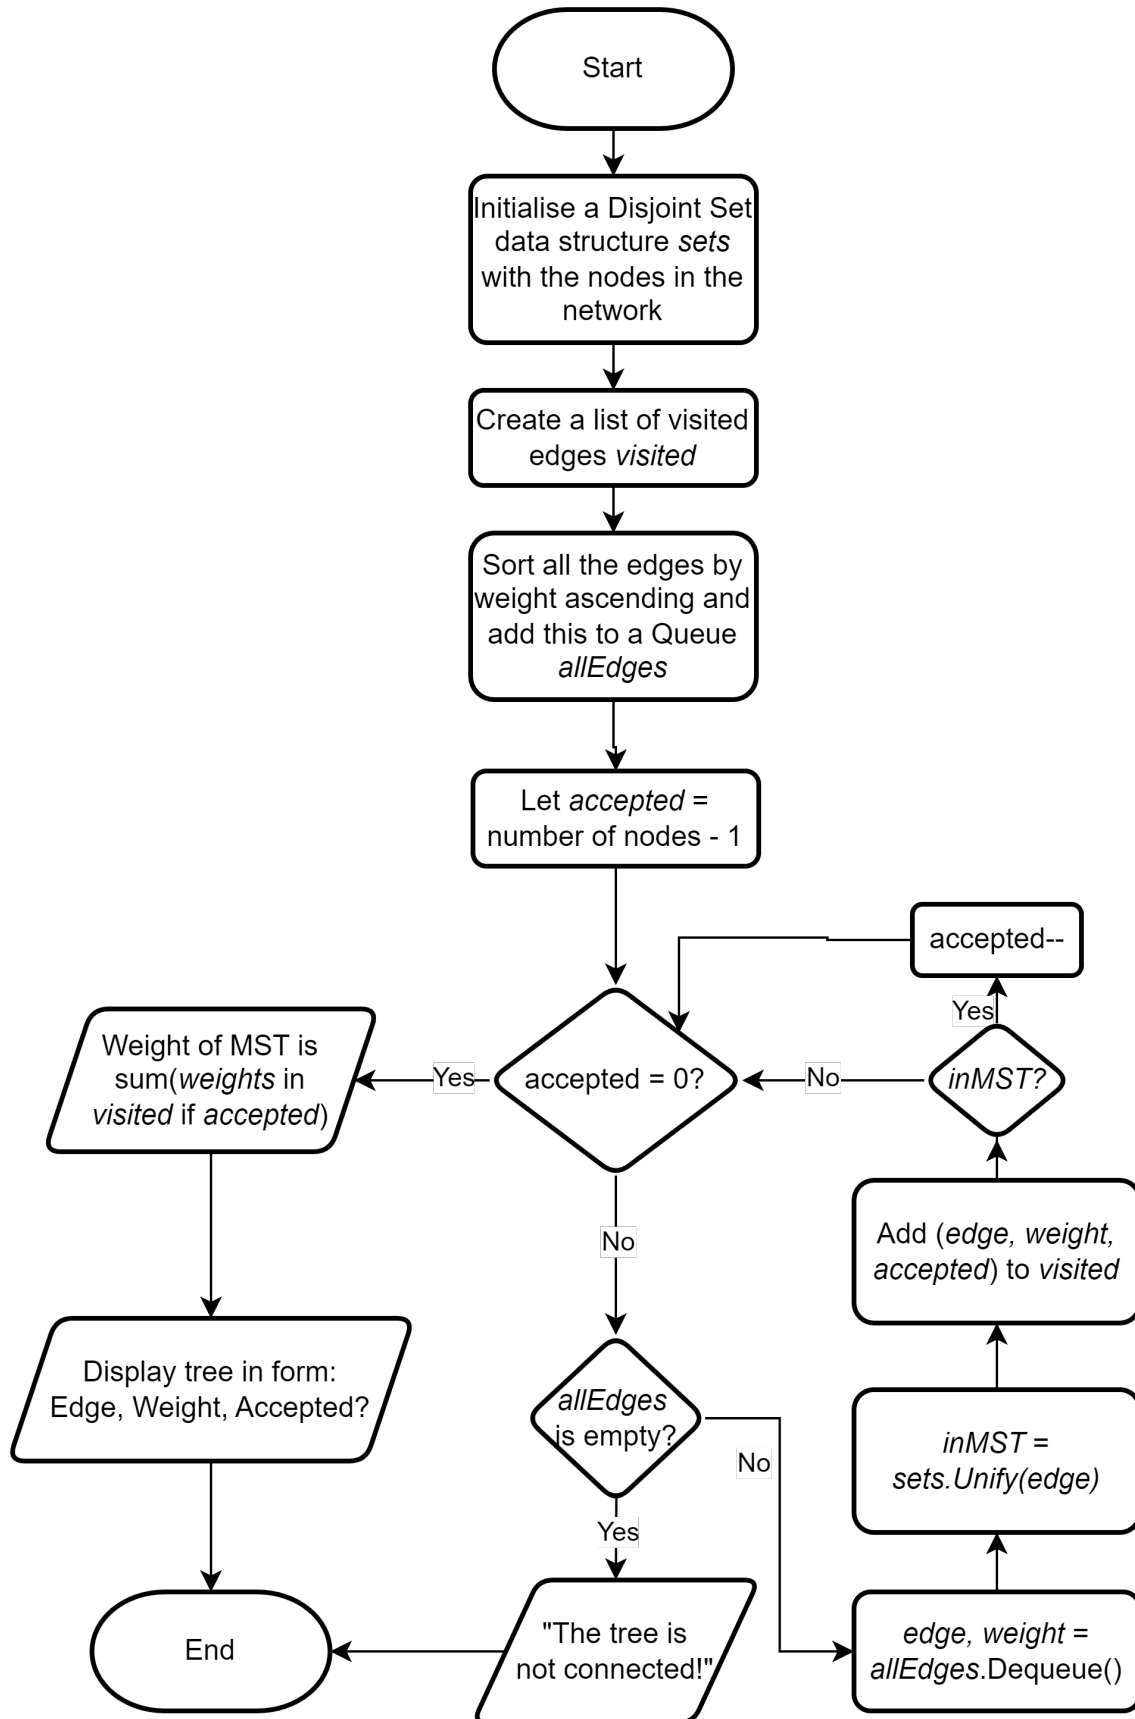 Start
Initialise a Disjoint Set
data structure sets
with the nodes in the
network
Create a list of visited
edges visited
Sort all the edges by
weight ascending and
add this to a Queue
allEdges
Let accepted =
number of nodes - 1
accepted--
Yes
Weight of MST is
sum(weights in
visited if accepted)
Yes
accepted = 0?
No
inMST?
No
Add (edge, weight,
accepted) to visited
Display tree in form:
Edge, Weight, Accepted?
allEdges
is empty?
No
inMST =
sets.Unify(edge)
Yes
End
"The tree is
not connected!"
edge, weight =
allEdges.Dequeue()